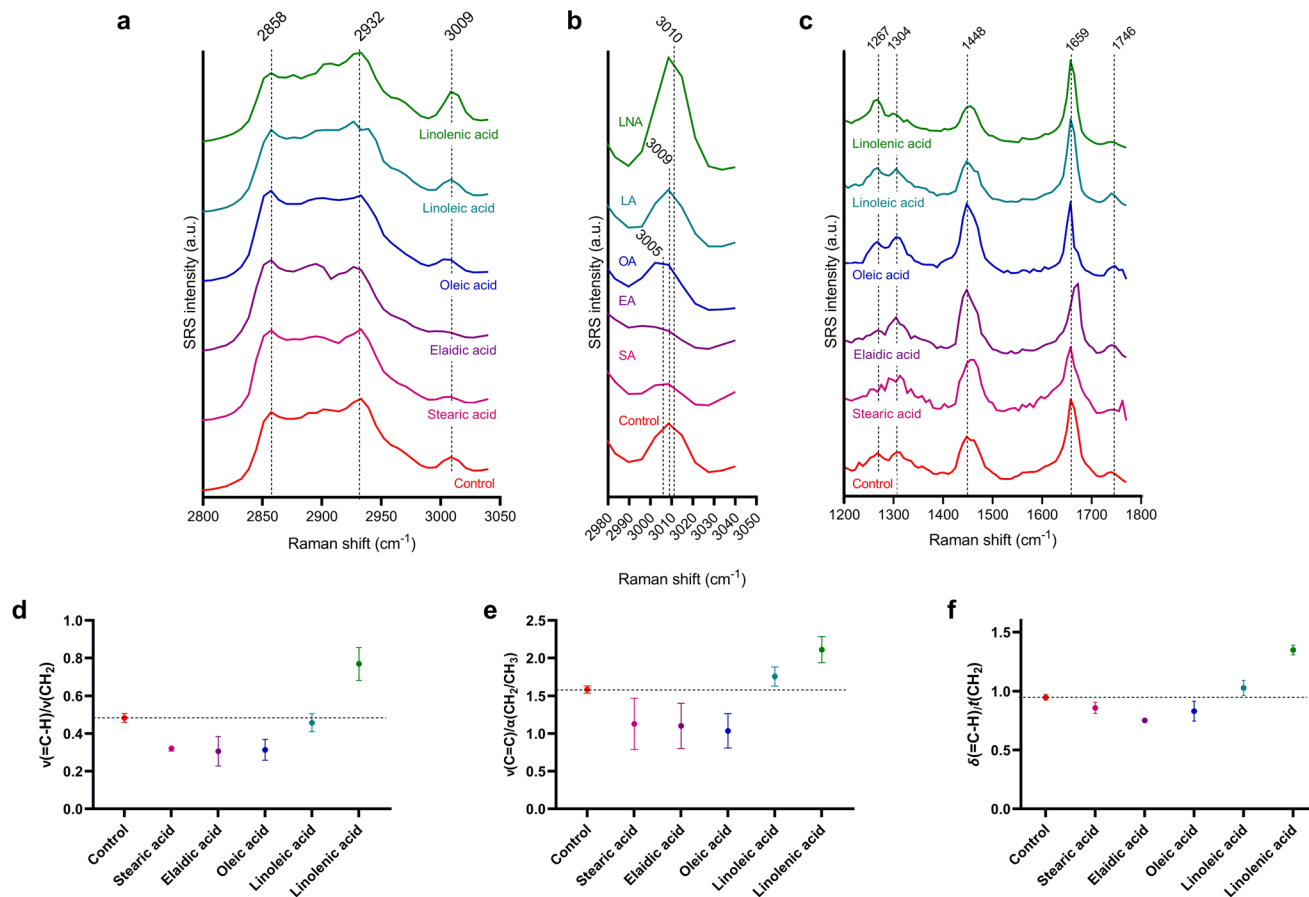 a
2858
2932
3009
SRS intensity (a.u.)
Linolenic acid
Linoleic acid
Oleic acid
Elaidic acid
Stearic acid
Control
2800
2850
2900
2950
3000
3050
Raman shift (cm-1)
b
3010
SRS intensity (a.u.)
LNA
3009
LA
3005
OA
EA
SA
Control
2980
2990
3000
3010
3020
3030
3040
3050
Raman shift (cm-1)
c
1267
1304
1448
1659
1746
SRS intensity (a.u.)
Linolenic acid
Linoleic acid
Oleic acid
Elaidic acid
Stearic acid
Control
1200
1300
1400
1500
1600
1700
1800
Raman shift (cm-1)
d
ν(=C-H)/ν(CH2)
1.0
0.8
0.6
0.4
0.2
0.0
Control
Stearic acid
Elaidic acid
Oleic acid
Linoleic acid
Linolenic acid
e
ν(C=C)/α(CH2/CH3)
2.5
2.0
1.5
1.0
0.5
0.0
Control
Stearic acid
Elaidic acid
Oleic acid
Linoleic acid
Linolenic acid
f
δ(=C-H)/t(CH2)
1.5
1.0
0.5
0.0
Control
Stearic acid
Elaidic acid
Oleic acid
Linoleic acid
Linolenic acid